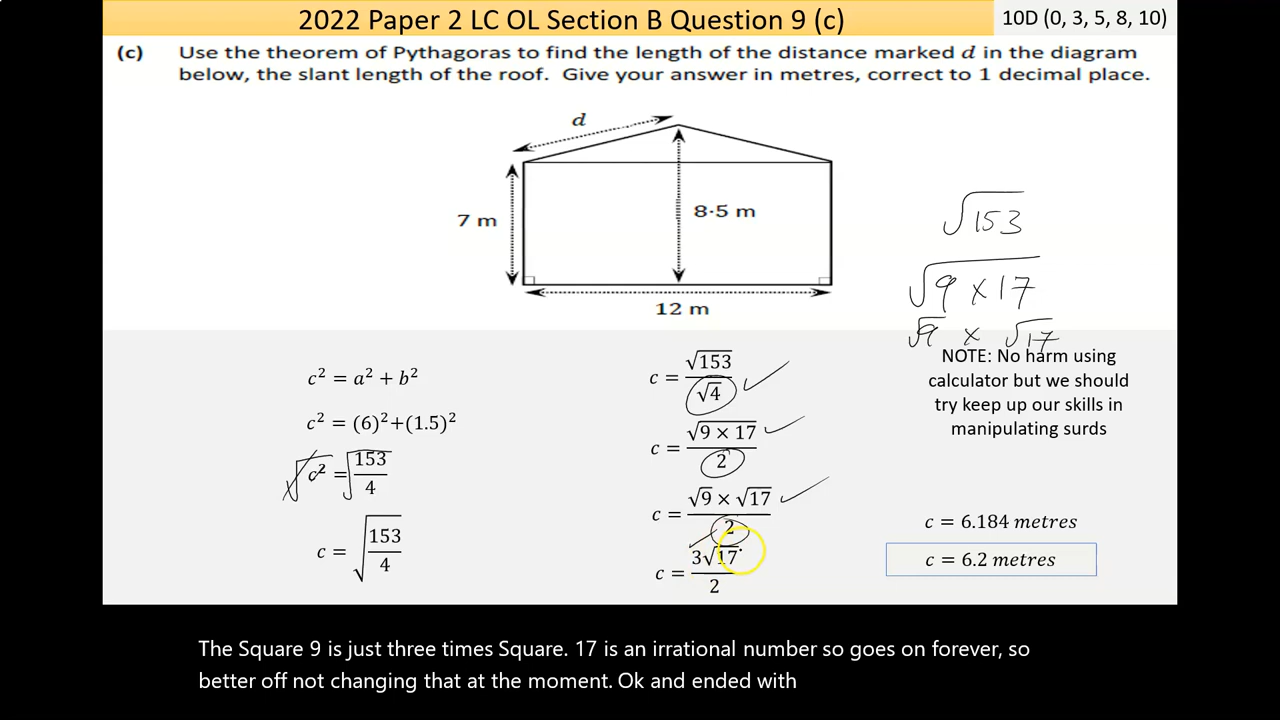 2022 Paper 2 LC OL Section B Question 9 (c)
10D (0, 3, 5, 8, 10)
(c) Use the theorem of Pythagoras to find the length of the distance marked d in the diagram
below, the slant length of the roof. Give your answer in metres, correct to 1 decimal place.
d
7 m
8·5 m
12 m
√153
√9 × 17
√9 × √17
NOTE: No harm using
calculator but we should
try keep up our skills in
manipulating surds
c² = a² + b²
c² = (6)²+(1.5)²
√c² = √153/4
c = √153/4
c = √153/√4
c = √9 × 17/2
c = √9 × √17/2
c = 3√17/2
c = 6.184 metres
c = 6.2 metres
The Square 9 is just three times Square. 17 is an irrational number so goes on forever, so
better off not changing that at the moment. Ok and ended with